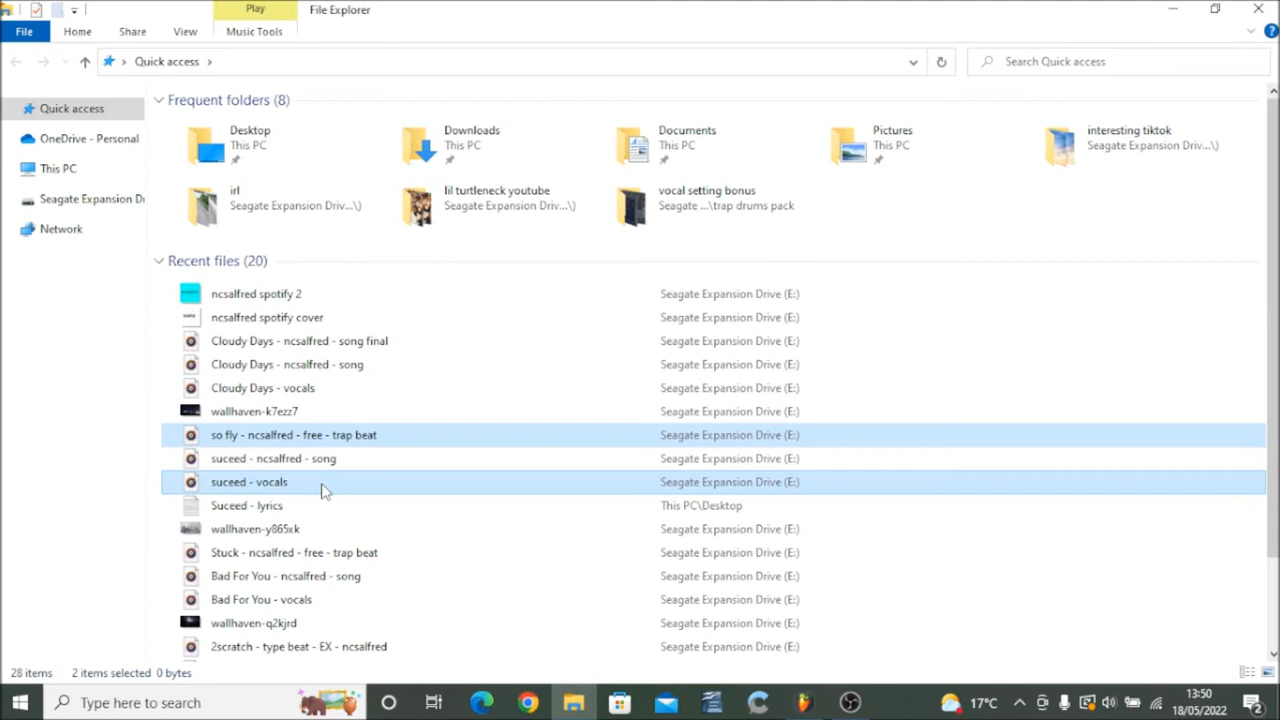 Play
File Explorer
File
Home
Share
View
Music Tools
Quick access
Search Quick access
Quick access
OneDrive - Personal
This PC
Seagate Expansion Dri
Network
Frequent folders (8)
Desktop
This PC
Downloads
This PC
Documents
This PC
Pictures
This PC
interesting tiktok
Seagate Expansion Driv...\)
irl
Seagate Expansion Driv...\)
lil turtleneck youtube
Seagate Expansion Driv...\)
vocal setting bonus
Seagate ...\trap drums pack
Recent files (20)
ncsalfred spotify 2 Seagate Expansion Drive (E:)
ncsalfred spotify cover Seagate Expansion Drive (E:)
Cloudy Days - ncsalfred - song final Seagate Expansion Drive (E:)
Cloudy Days - ncsalfred - song Seagate Expansion Drive (E:)
Cloudy Days - vocals Seagate Expansion Drive (E:)
wallhaven-k7ezz7 Seagate Expansion Drive (E:)
so fly - ncsalfred - free - trap beat Seagate Expansion Drive (E:)
suceed - ncsalfred - song Seagate Expansion Drive (E:)
suceed - vocals Seagate Expansion Drive (E:)
Suceed - lyrics This PC\Desktop
wallhaven-y865xk Seagate Expansion Drive (E:)
Stuck - ncsalfred - free - trap beat Seagate Expansion Drive (E:)
Bad For You - ncsalfred - song Seagate Expansion Drive (E:)
Bad For You - vocals Seagate Expansion Drive (E:)
wallhaven-q2kjrd Seagate Expansion Drive (E:)
2scratch - type beat - EX - ncsalfred Seagate Expansion Drive (E:)
28 items 2 items selected 0 bytes
Type here to search
17°C
13:50
18/05/2022
2